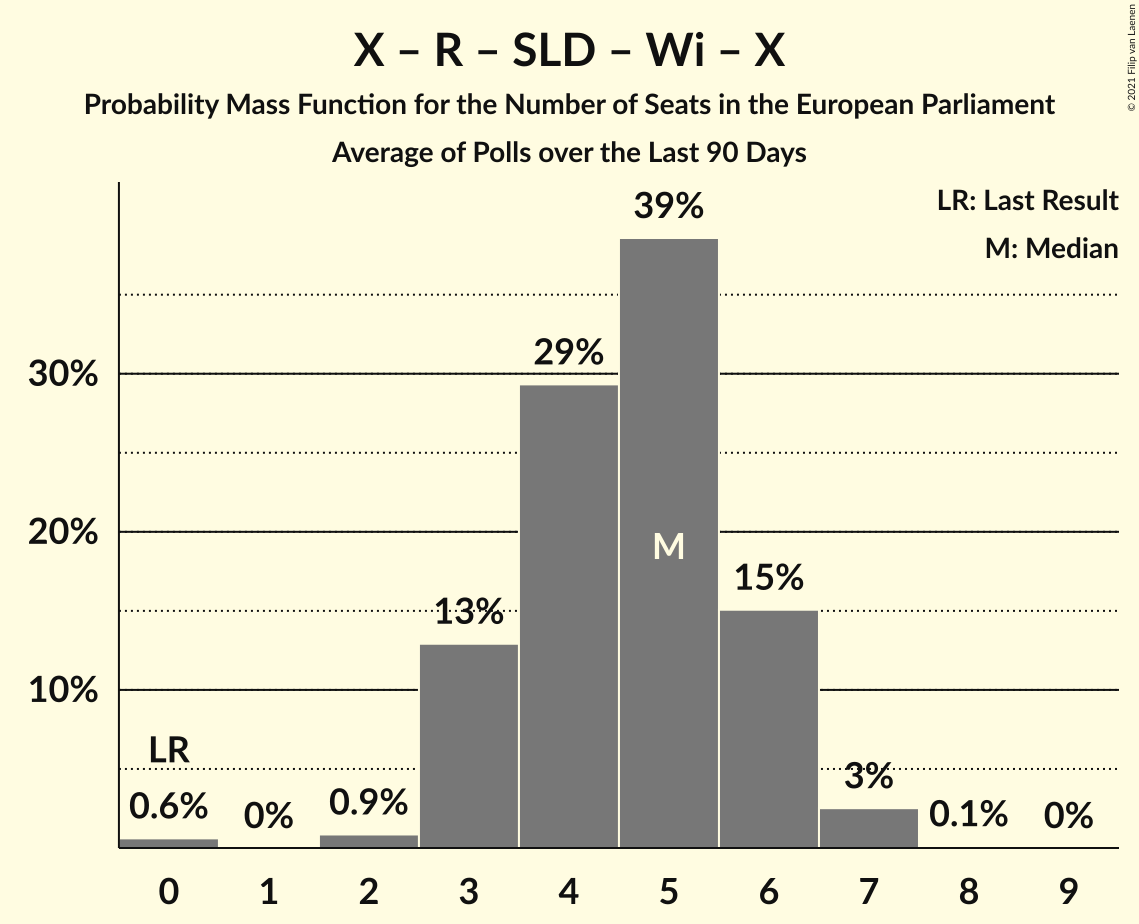 X – R – SLD – Wi – X
Probability Mass Function for the Number of Seats in the European Parliament
Average of Polls over the Last 90 Days
© 2021 Filip van Laenen
LR: Last Result
M: Median
39%
29%
30%
20%
M
15%
13%
10%
LR
3%
0.6%
0%
0.9%
0.1%
0%
0 1 2 3 4 5 6 7 8 9